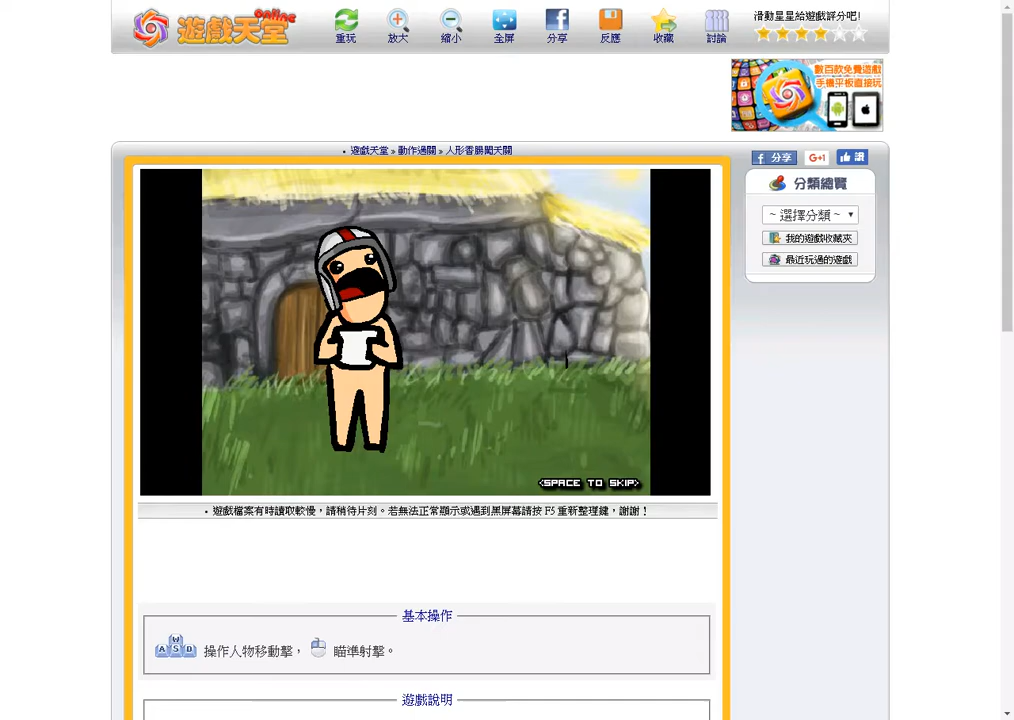 遊戲天堂 online
重玩
放大
縮小
全屏
分享
反應
收藏
討論
滑動星星給遊戲評分吧!
數百款免費遊戲
手機平板直接玩
• 遊戲天堂 » 動作過關 » 人形香腸闖天關
f 分享
G+1
讚
分類總覽
~ 選擇分類 ~
我的遊戲收藏夾
最近玩過的遊戲
<SPACE TO SKIP>
• 遊戲檔案有時讀取較慢，請稍待片刻。若無法正常顯示或遇到黑屏幕請按 F5 重新整理鍵，謝謝！
基本操作
W
A S D 操作人物移動擊， 瞄準射擊。
遊戲說明